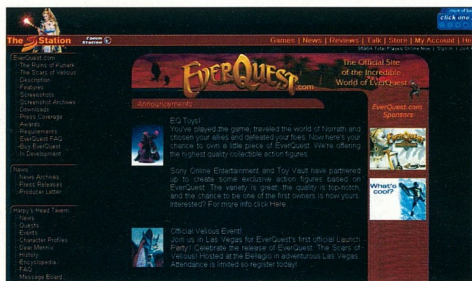 click one
The Station
Games | News | Reviews | Talk | Store | My Account |
EverQuest.com
The Ruins of Kunark
The Scars of Velious
Description
Features
Screenshots
Screenshot Archives
Downloads
Press Coverage
Awards
Requirements
EverQuest FAQ
Buy EverQuest
In Development
News
News Archives
Press Releases
Producer Letter
Harpy's Head Tavern
News
Quests
Events
Character Profiles
Dear Mennix
History
Encyclopedia
FAQ
Message Board
EverQuest.com
The Official Site
of the Incredible
World of EverQuest
Announcements
EQ Toys!
You've played the game, traveled the world of Norrath and
chosen your allies and defeated your foes. Now here's your
chance to own a little piece of EverQuest. We're offering
the highest quality collectible action figures.
Sony Online Entertainment and Toy Vault have partnered
up to create some exclusive action figures based on
EverQuest. The variety is great, the quality is top-notch,
and the chance to be one of the first owners is now yours.
Interested? For more info click Here.
Official Velious Event!
Join us in Las Vegas for EverQuest's first official Launch
Party! Celebrate the release of EverQuest: The Scars of
Velious! Hosted at the Bellagio in adventurous Las Vegas.
Attendance is limited so register today!
EverQuest.com
Sponsors
What's
cool?